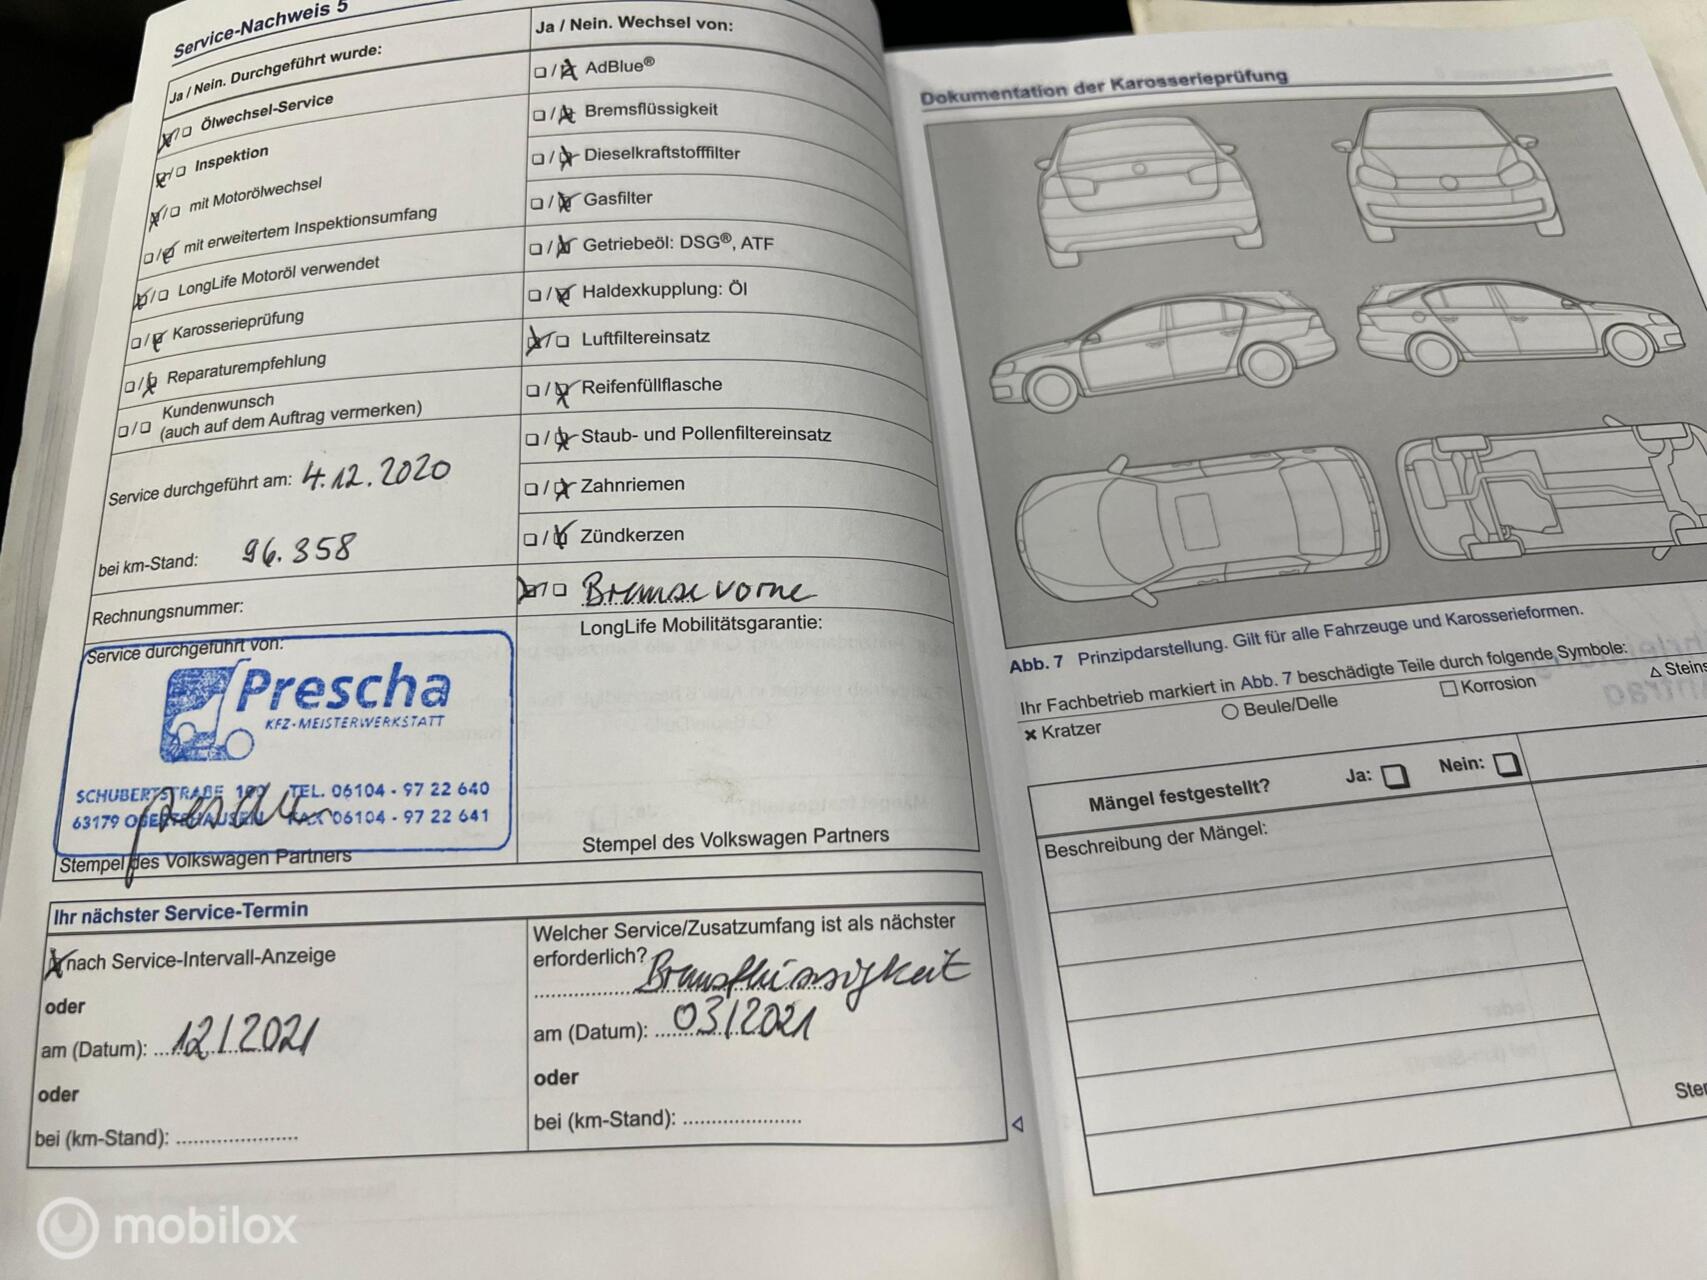 Service-Nachweis 5
Ja / Nein. Durchgeführt wurde:
Ölwechsel-Service
Inspektion
mit Motorölwechsel
mit erweitertem Inspektionsumfang
LongLife Motoröl verwendet
Karosserieprüfung
Reparaturempfehlung
Kundenwunsch
(auch auf dem Auftrag vermerken)
Service durchgeführt am: 4.12.2020
bei km-Stand: 96.358
Rechnungsnummer:
Service durchgeführt von:
Prescha
KFZ-MEISTERWERKSTATT
SCHUBERTSTRAßE TEL. 06104 - 97 22 640
63179 OBERTSHAUSEN FAX 06104 - 97 22 641
Stempel des Volkswagen Partners
Ja / Nein. Wechsel von:
AdBlue®
Bremsflüssigkeit
Dieselkraftstofffilter
Gasfilter
Getriebeöl: DSG®, ATF
Haldexkupplung: Öl
Luftfiltereinsatz
Reifenfüllflasche
Staub- und Pollenfiltereinsatz
Zahnriemen
Zündkerzen
Bremse vorne
LongLife Mobilitätsgarantie:
Stempel des Volkswagen Partners
Ihr nächster Service-Termin
nach Service-Intervall-Anzeige
oder
am (Datum): 12/2021
oder
bei (km-Stand):
Welcher Service/Zusatzumfang ist als nächster
erforderlich? Bremsflüssigkeit
am (Datum): 03/2021
oder
bei (km-Stand):
Dokumentation der Karosserieprüfung
Abb. 7 Prinzipdarstellung. Gilt für alle Fahrzeuge und Karosserieformen.
Ihr Fachbetrieb markiert in Abb. 7 beschädigte Teile durch folgende Symbole:
Kratzer Beule/Delle Korrosion Steins
Mängel festgestellt? Ja: Nein:
Beschreibung der Mängel:
Ster
mobilox